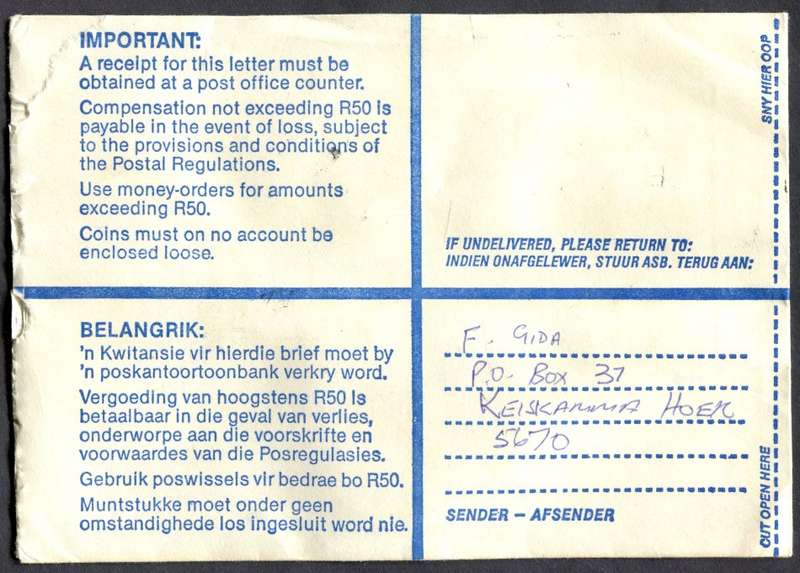 IMPORTANT:
A receipt for this letter must be
obtained at a post office counter.
Compensation not exceeding R50 is
payable in the event of loss, subject
to the provisions and conditions of
the Postal Regulations.
Use money-orders for amounts
exceeding R50.
Coins must on no account be
enclosed loose.
SNY HIER OOP
IF UNDELIVERED, PLEASE RETURN TO:
INDIEN ONAFGELEWER, STUUR ASB. TERUG AAN:
BELANGRIK:
'n Kwitansie vir hierdie brief moet by
'n poskantoortoonbank verkry word.
Vergoeding van hoogstens R50 is
betaalbaar in die geval van verlies,
onderworpe aan die voorskrifte en
voorwaardes van die Posregulasies.
Gebruik poswissels vir bedrae bo R50.
Muntstukke moet onder geen
omstandighede los ingesluit word nie.
F. GIDA
P.O. BOX 37
KEISKAMMA HOEK
5670
SENDER – AFSENDER
CUT OPEN HERE